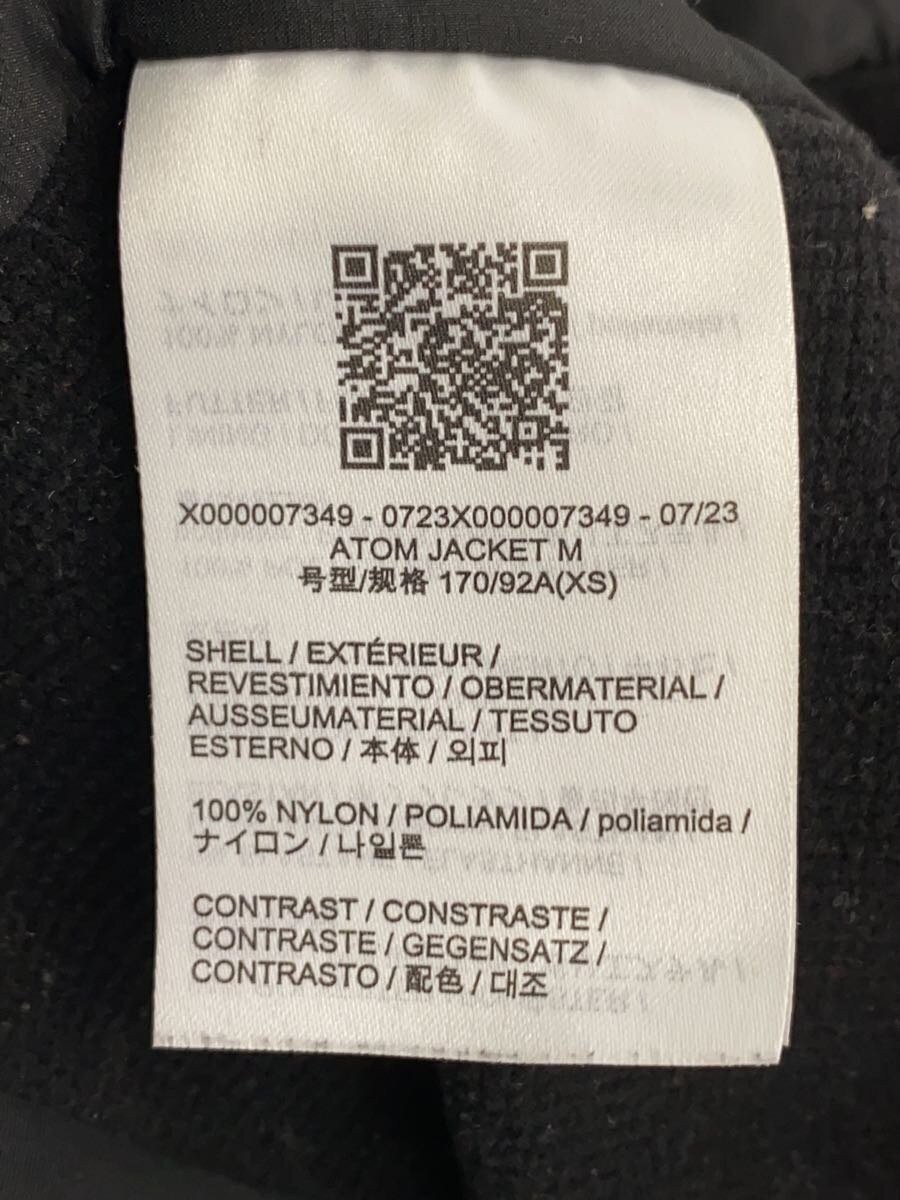 X000007349 - 0723X000007349 - 07/23
ATOM JACKET M
号型/规格 170/92A(XS)
SHELL / EXTÉRIEUR /
REVESTIMIENTO / OBERMATERIAL /
AUSSEUMATERIAL / TESSUTO
ESTERNO / 本体 / 외피
100% NYLON / POLIAMIDA / poliamida /
ナイロン / 나일론
CONTRAST / CONSTRASTE /
CONTRASTE / GEGENSATZ /
CONTRASTO / 配色 / 대조